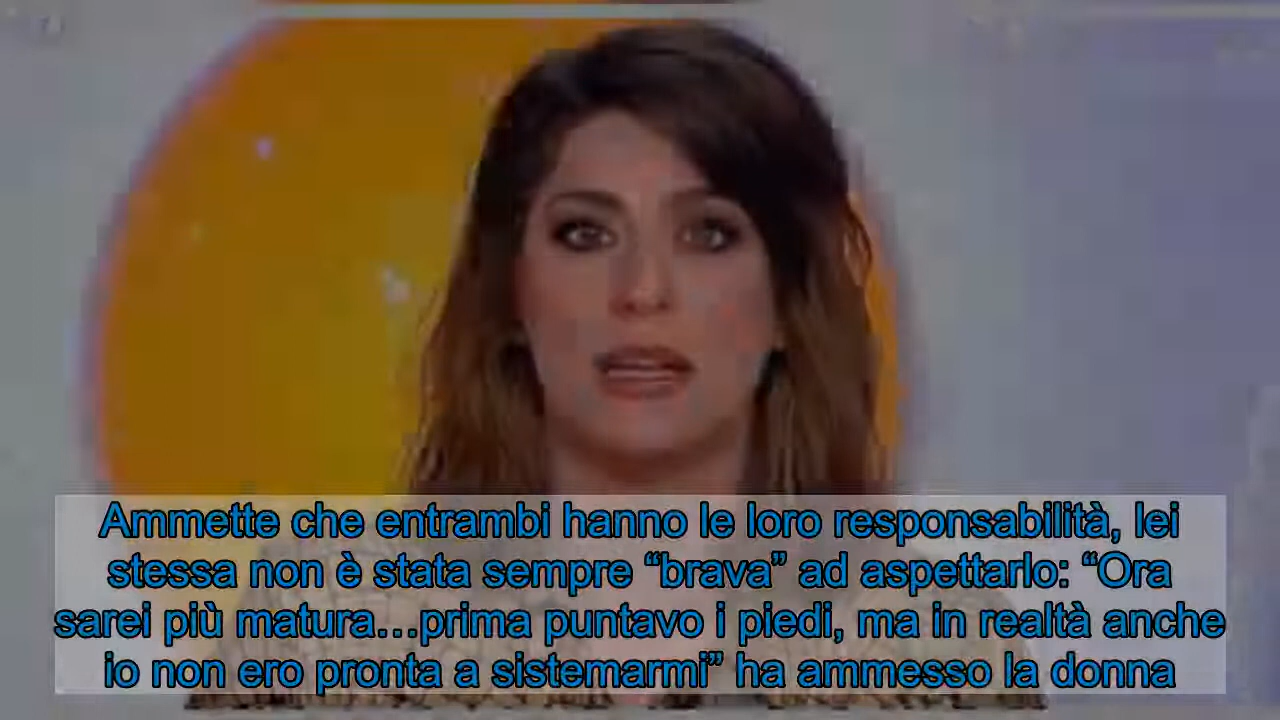 Ammette che entrambi hanno le loro responsabilità, lei
stessa non è stata sempre “brava” ad aspettarlo: “Ora
sarei più matura...prima puntavo i piedi, ma in realtà anche
io non ero pronta a sistemarmi” ha ammesso la donna